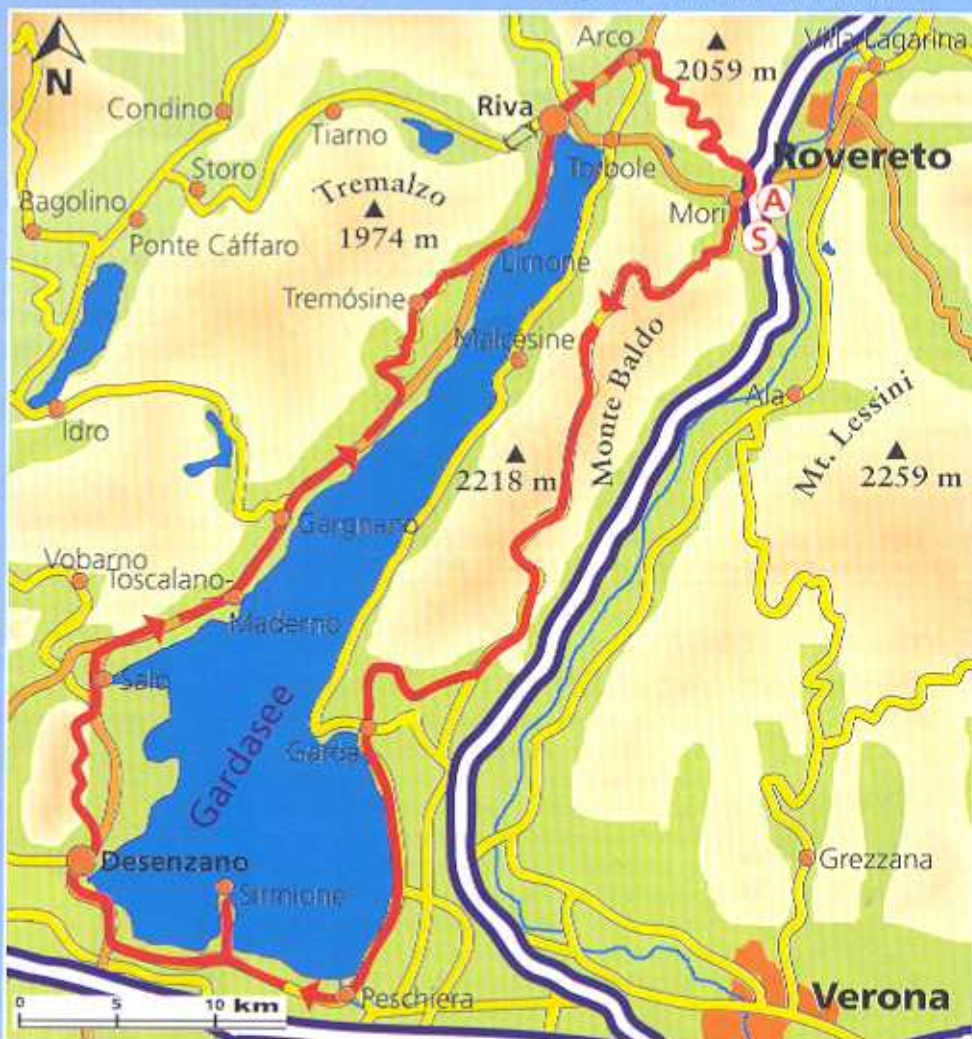 Arco
2059 m
Villa Lagarina
N
Condino
Riva
Tiarno
Storo
Torbole
Rovereto
Bagolino
Tremalzo
1974 m
Mori
A
S
Ponte Cáffaro
Limone
Tremósine
Malcesine
Monte Baldo
Ala
Mt. Lessini
Idro
2218 m
2259 m
Gargnano
Vobarno
Toscalano-
Maderno
Salò
Gardasee
Garda
Desenzano
Sirmione
Grezzana
Peschiera
0 5 10 km
Verona